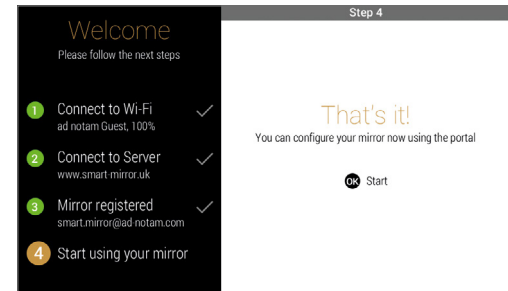 Welcome
Please follow the next steps
1 Connect to Wi-Fi
ad notam Guest, 100%
2 Connect to Server
www.smart-mirror.uk
3 Mirror registered
smart.mirror@ad-notam.com
4 Start using your mirror
Step 4
That's it!
You can configure your mirror now using the portal
OK Start